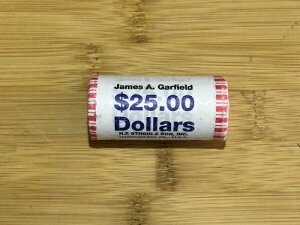 James A. Garfield
$25.00
Dollars
H.F. STRING & SON, INC.